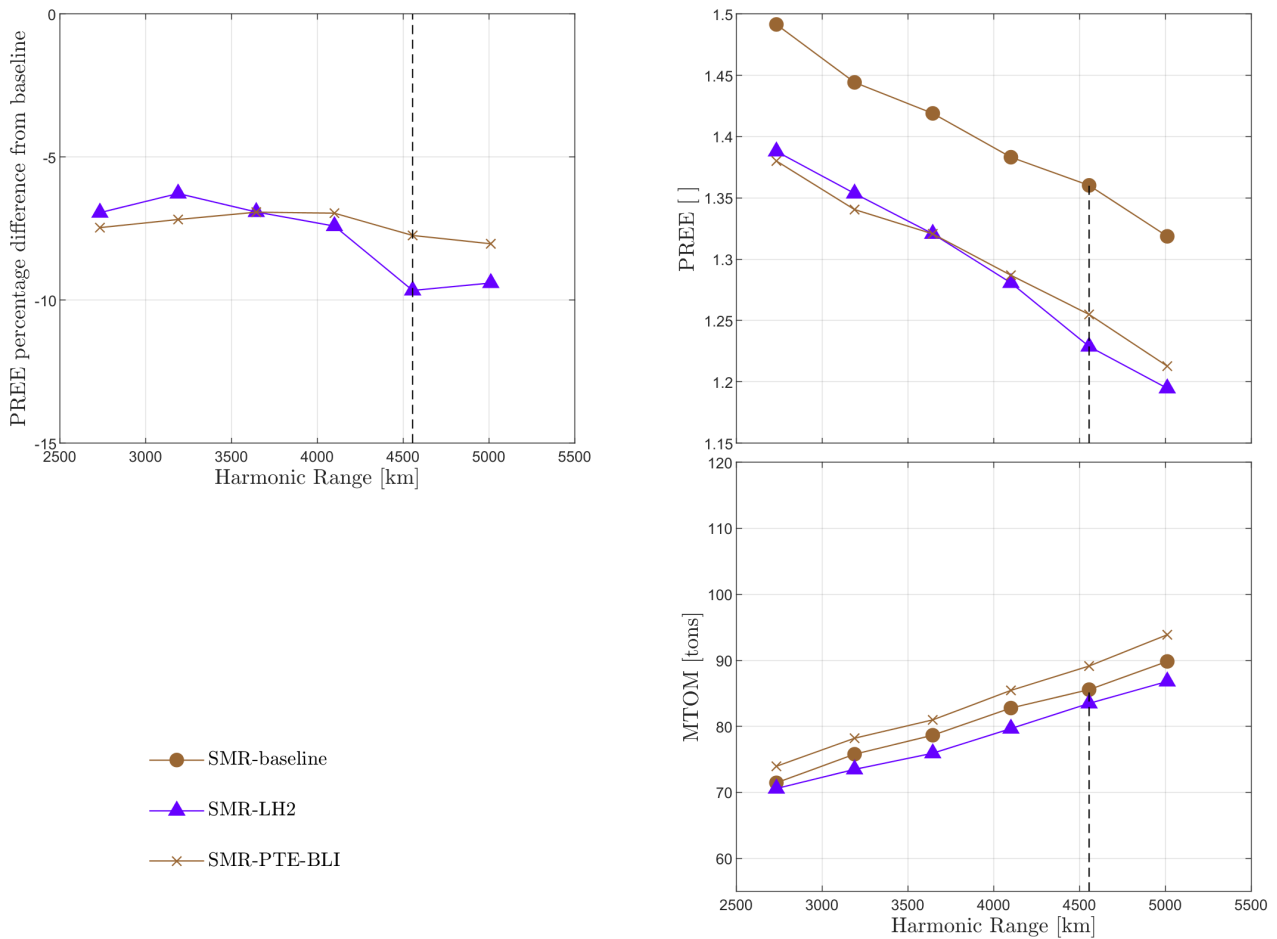 PREE percentage difference from baseline
0
-5
-10
-15
2500 3000 3500 4000 4500 5000 5500
Harmonic Range [km]
PREE [ ]
1.5
1.45
1.4
1.35
1.3
1.25
1.2
1.15
MTOM [tons]
120
110
100
90
80
70
60
2500 3000 3500 4000 4500 5000 5500
Harmonic Range [km]
SMR-baseline
SMR-LH2
SMR-PTE-BLI